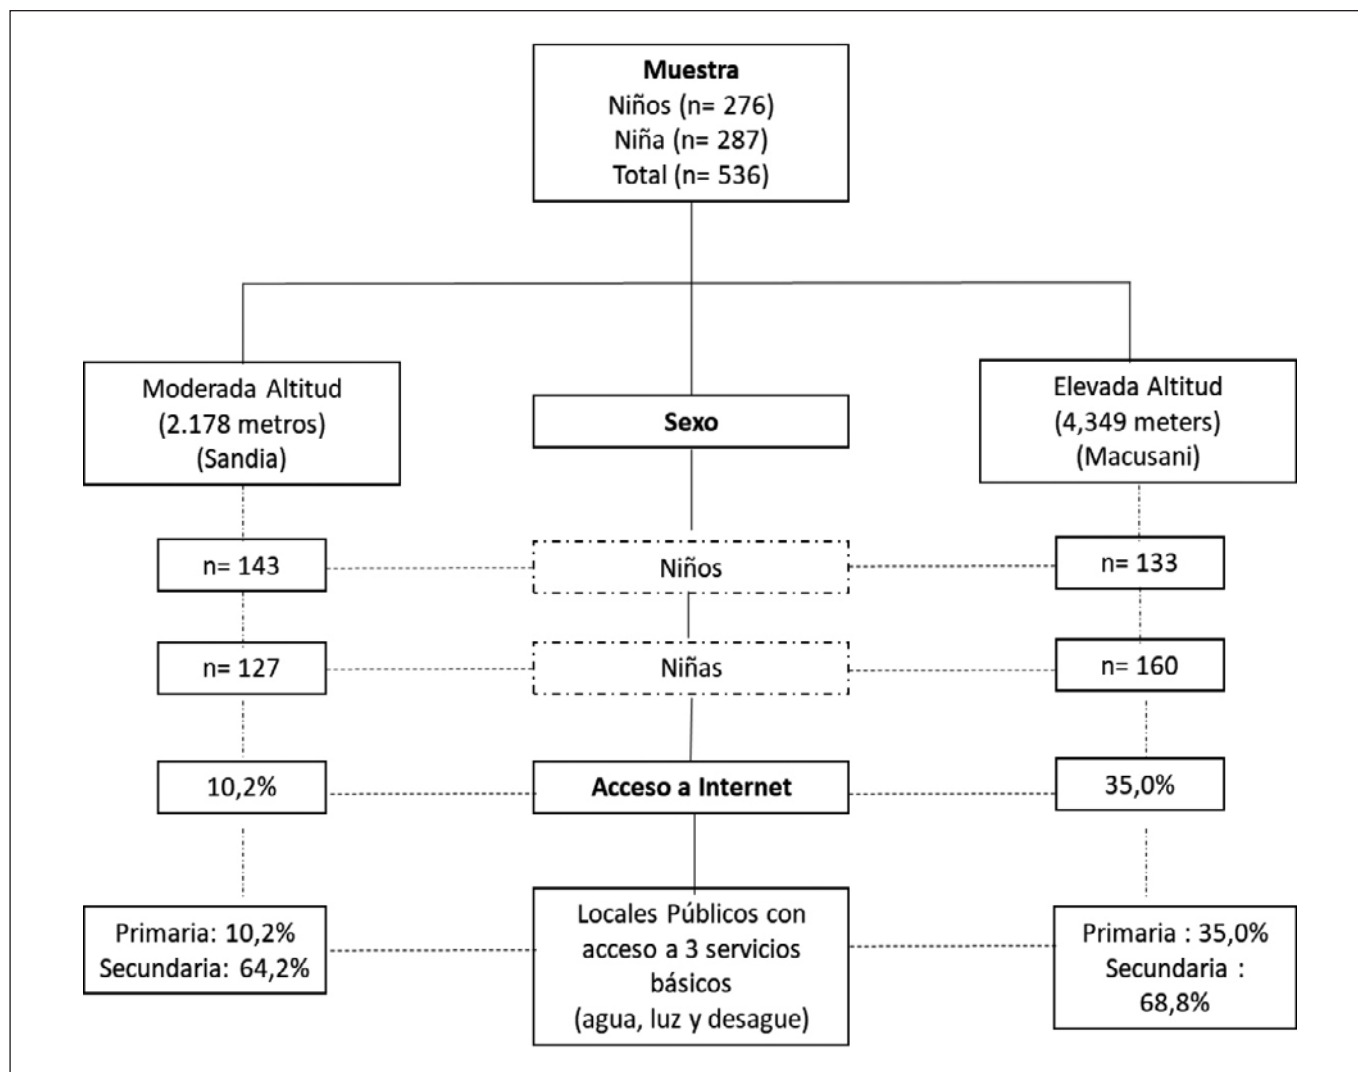 Muestra
Niños (n= 276)
Niña (n= 287)
Total (n= 536)
Moderada Altitud
(2.178 metros)
(Sandia)
Sexo
Elevada Altitud
(4,349 meters)
(Macusani)
n= 143
Niños
n= 133
n= 127
Niñas
n= 160
10,2%
Acceso a Internet
35,0%
Primaria: 10,2%
Secundaria: 64,2%
Locales Públicos con
acceso a 3 servicios
básicos
(agua, luz y desague)
Primaria : 35,0%
Secundaria :
68,8%